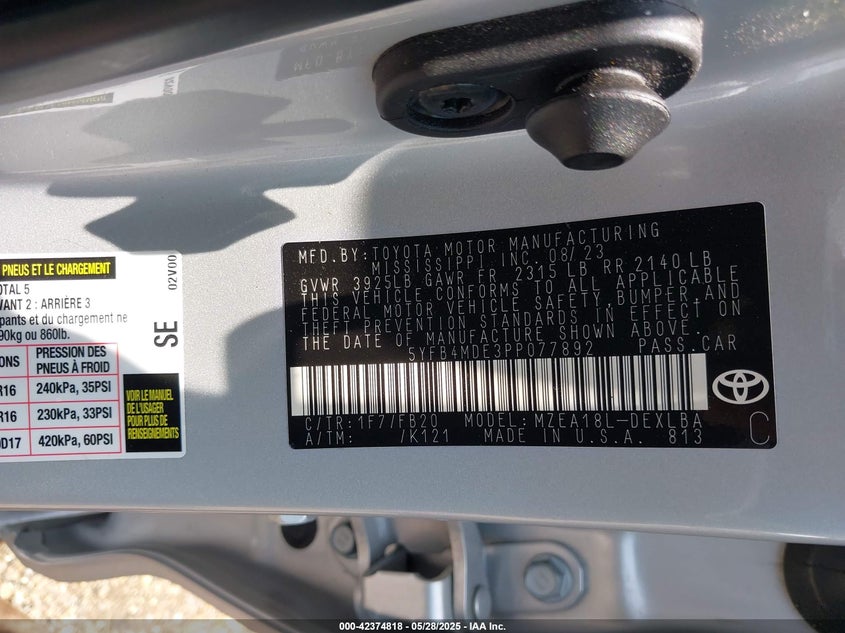 PNEUS ET LE CHARGEMENT
OTAL 5
VANT 2 : ARRIÈRE 3
pants et du chargement ne
90kg ou 860lb.
ONS
PRESSION DES
PNEUS À FROID
R16
240kPa, 35PSI
R16
230kPa, 33PSI
0D17
420kPa, 60PSI
02V00
SE
VOIR LE MANUEL
DE L'USAGER
POUR PLUS DE
RENSEIGNEMENTS
MFD.BY: TOYOTA MOTOR MANUFACTURING
MISSISSIPPI INC. 08/23
GVWR 3925LB GAWR FR 2315 LB RR 2140 LB
THIS VEHICLE CONFORMS TO ALL APPLICABLE
FEDERAL MOTOR VEHICLE SAFETY, BUMPER, AND
THEFT PREVENTION STANDARDS IN EFFECT ON
THE DATE OF MANUFACTURE SHOWN ABOVE.
5YFB4MDE3PP077892 PASS.CAR
C/TR: 1F7/FB20 MODEL: MZEA18L-DEXLBA
A/TM: /K121 MADE IN U.S.A. 813
C
000-42374818 - 05/28/2025 - IAA Inc.